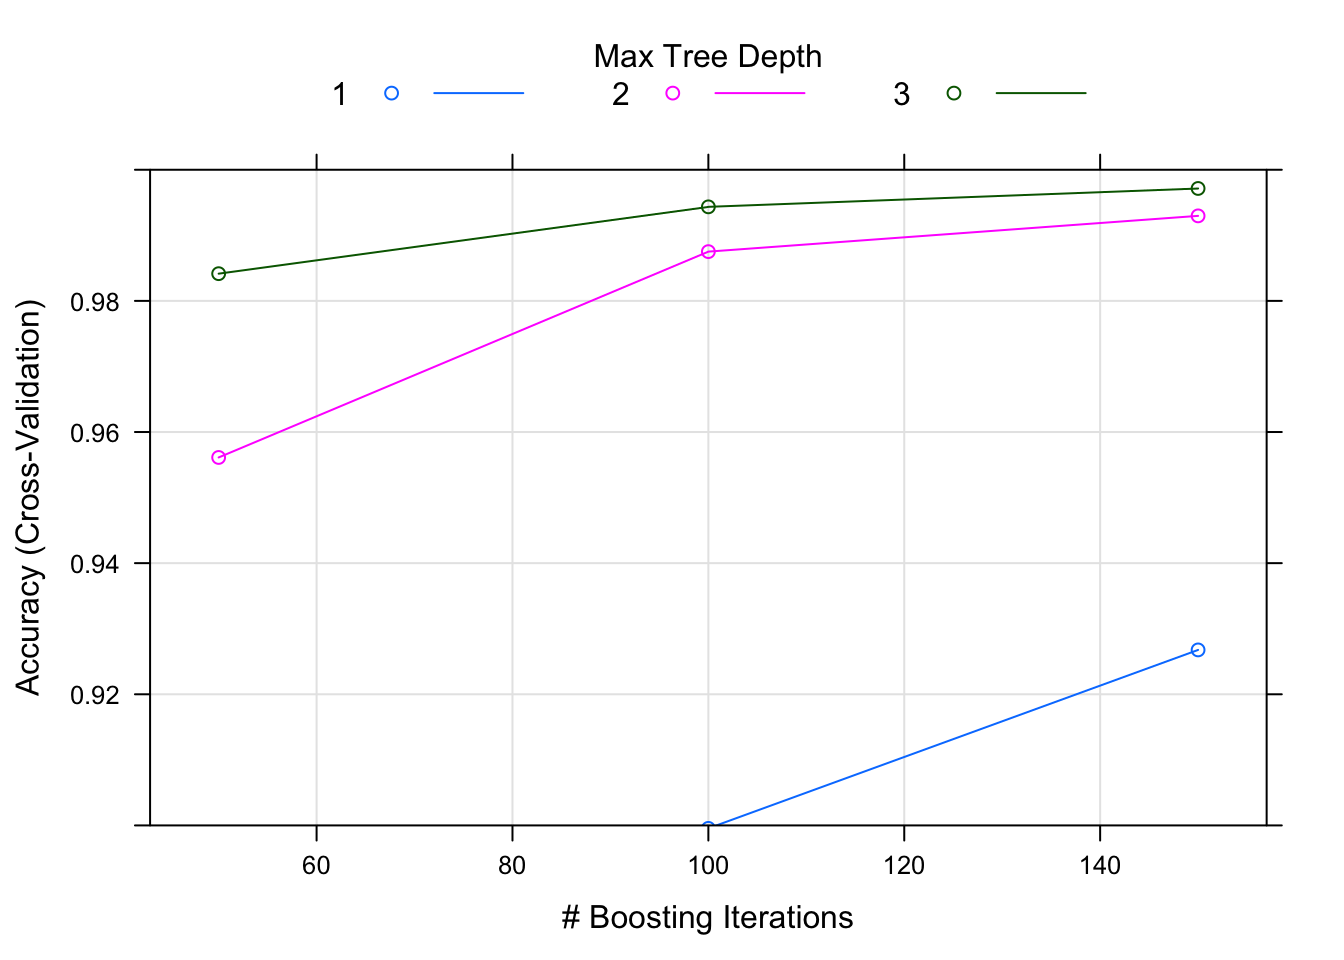 Max Tree Depth
1 2 3
0.98
0.96
0.94
0.92
Accuracy (Cross-Validation)
60 80 100 120 140
# Boosting Iterations